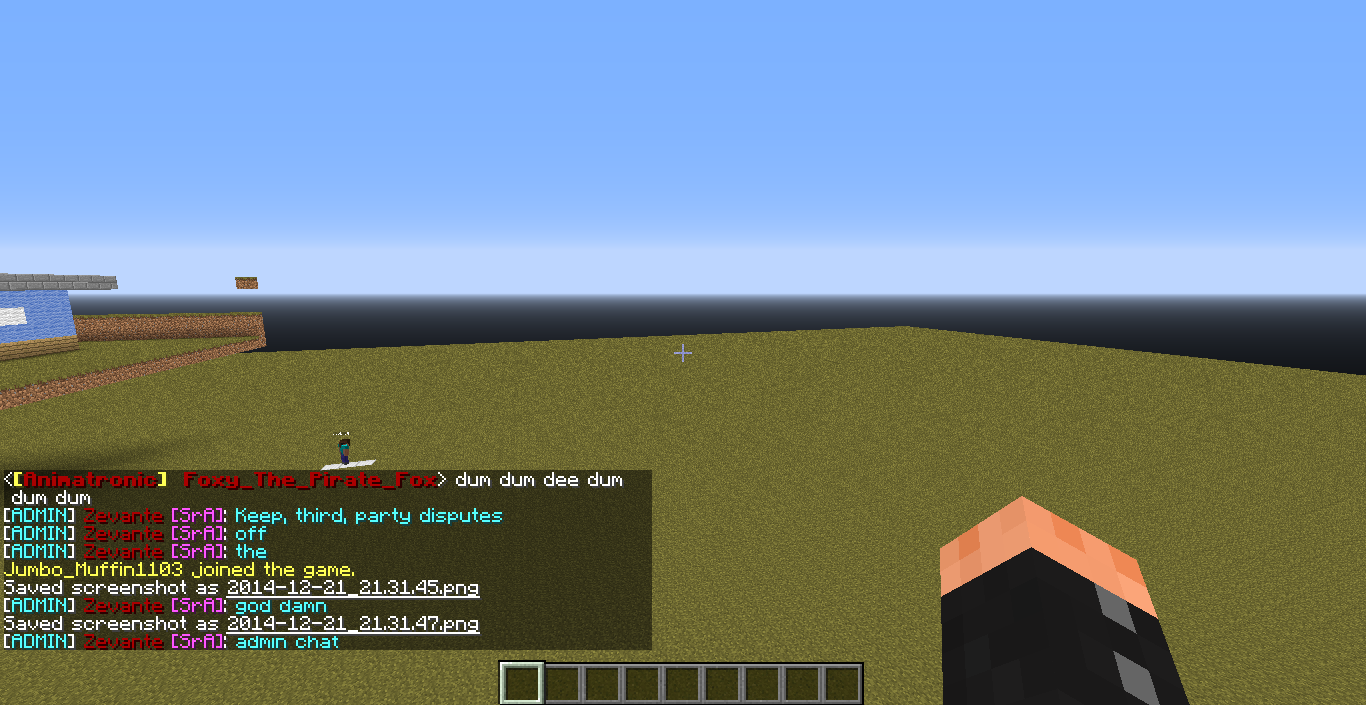 <[Animatronic] Foxy_The_Pirate_Fox> dum dum dee dum
dum dum
[ADMIN] Zevante [SrA]: Keep, third, party disputes
[ADMIN] Zevante [SrA]: off
[ADMIN] Zevante [SrA]: the
Jumbo_Muffin1103 joined the game.
Saved screenshot as 2014-12-21_21.31.45.png
[ADMIN] Zevante [SrA]: god damn
Saved screenshot as 2014-12-21_21.31.47.png
[ADMIN] Zevante [SrA]: admin chat